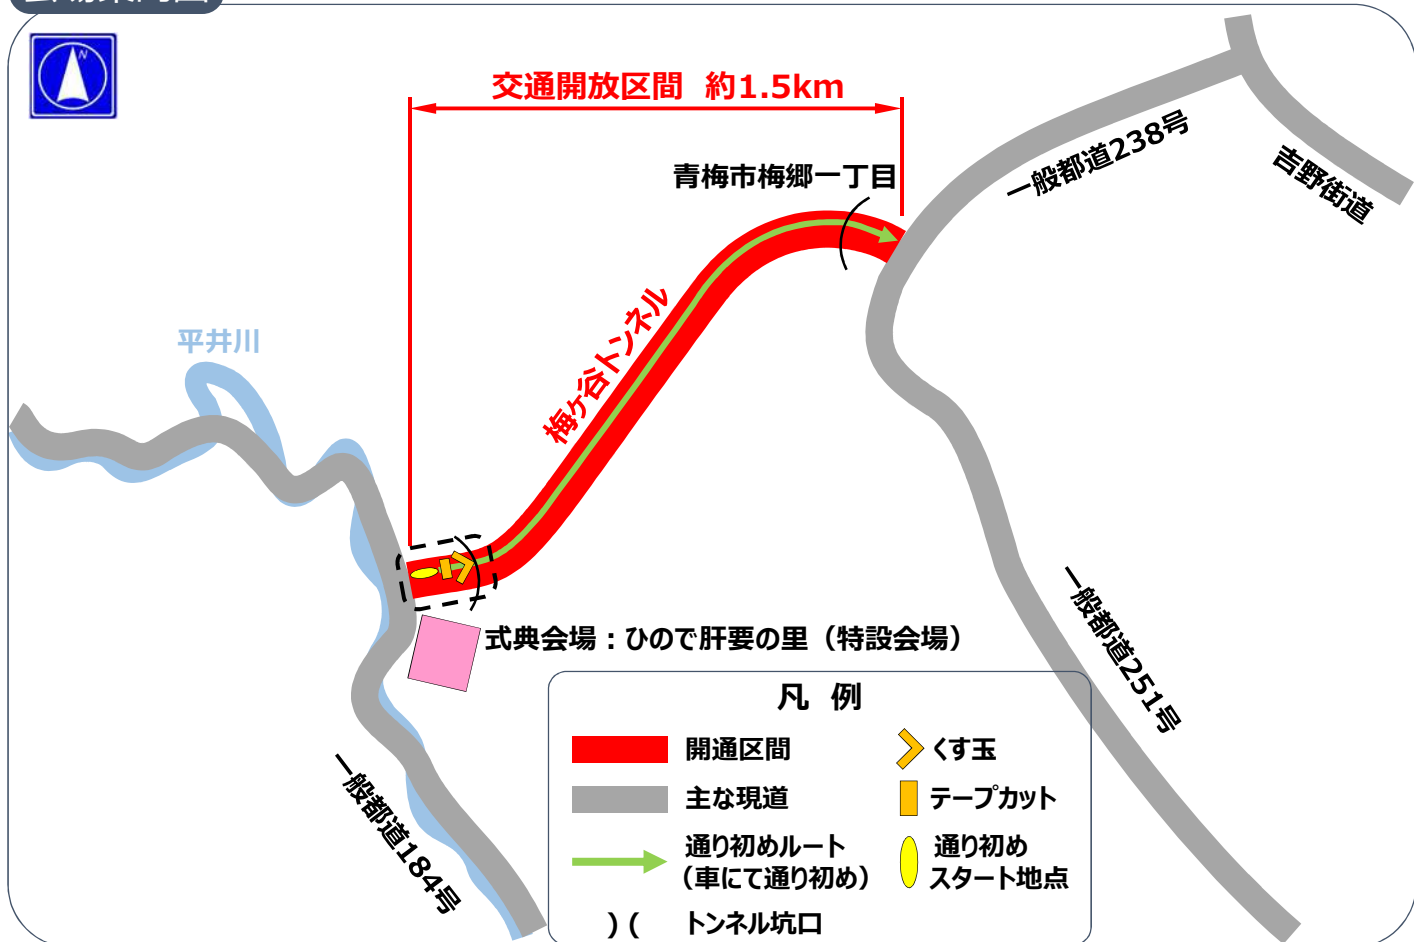 N
交通開放区間 約1.5km
青梅市梅郷一丁目
一般都道238号
吉野街道
梅ヶ谷トンネル
平井川
式典会場：ひので肝要の里（特設会場）
一般都道251号
一般都道184号
凡 例
開通区間
くす玉
主な現道
テープカット
通り初めルート
（車にて通り初め）
通り初め
スタート地点
)( トンネル坑口